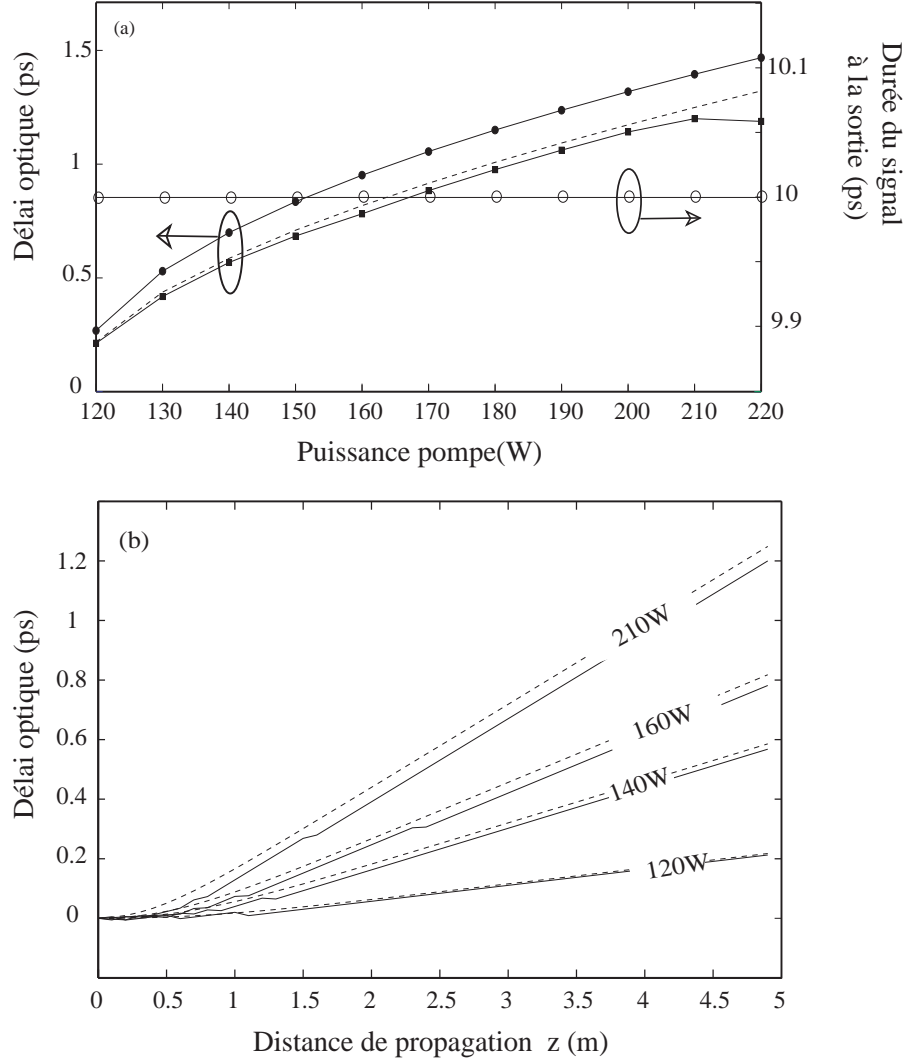 (a)
Délai optique (ps)
1.5
1
0.5
0
120 130 140 150 160 170 180 190 200 210 220
Puissance pompe(W)
10.1
10
9.9
Durée du signal
à la sortie (ps)
(b)
Délai optique (ps)
1.2
1
0.8
0.6
0.4
0.2
0
210W
160W
140W
120W
0 0.5 1 1.5 2 2.5 3 3.5 4 4.5 5
Distance de propagation z (m)